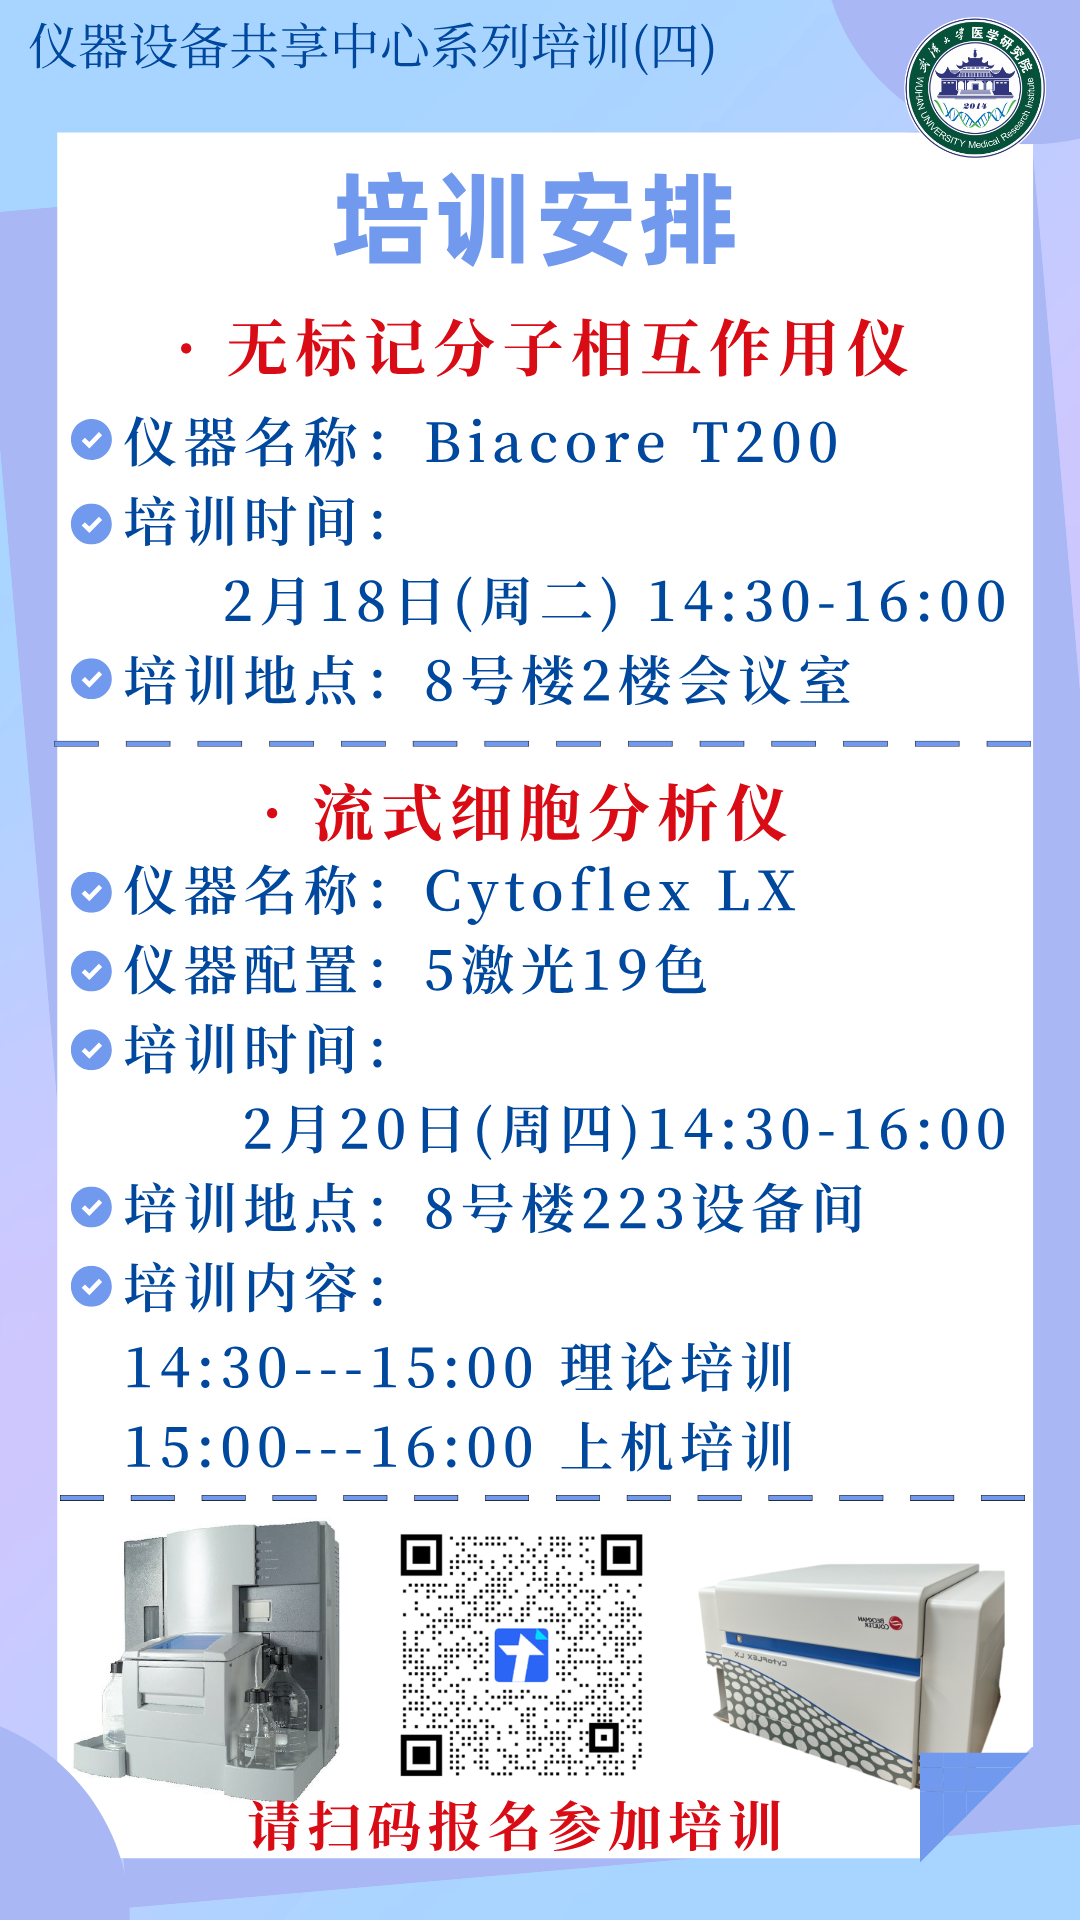 仪器设备共享中心系列培训(四)
武汉大学医学研究院
2014
WUHAN UNIVERSITY Medical Research Institute
培训安排
· 无标记分子相互作用仪
仪器名称：Biacore T200
培训时间：
2月18日(周二) 14:30-16:00
培训地点：8号楼2楼会议室
· 流式细胞分析仪
仪器名称：Cytoflex LX
仪器配置：5激光19色
培训时间：
2月20日(周四)14:30-16:00
培训地点：8号楼223设备间
培训内容：
14:30---15:00 理论培训
15:00---16:00 上机培训
BECKMAN
COULTER
CytoFLEX LX
请扫码报名参加培训